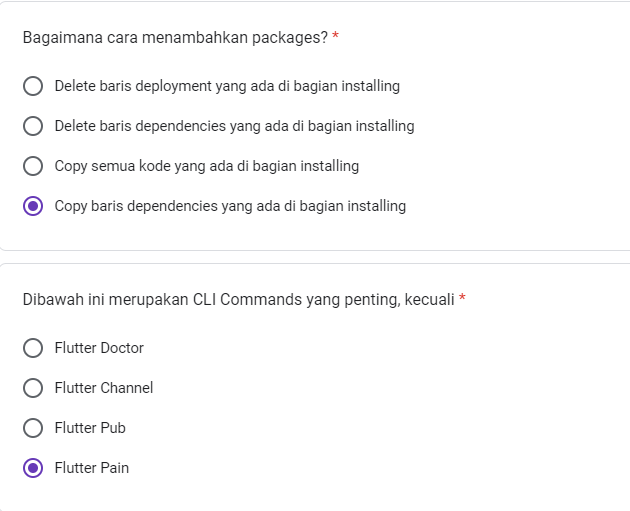 Bagaimana cara menambahkan packages? *
Delete baris deployment yang ada di bagian installing
Delete baris dependencies yang ada di bagian installing
Copy semua kode yang ada di bagian installing
Copy baris dependencies yang ada di bagian installing
Dibawah ini merupakan CLI Commands yang penting, kecuali *
Flutter Doctor
Flutter Channel
Flutter Pub
Flutter Pain